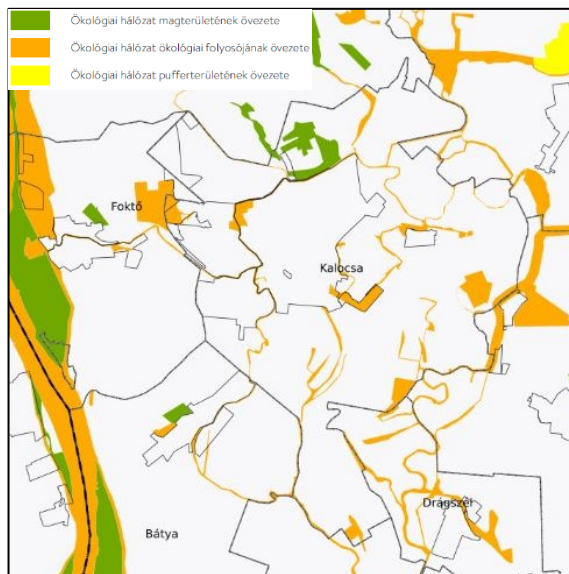 Ökológiai hálózat magterületének övezete
Ökológiai hálózat ökológiai folyosójának övezete
Ökológiai hálózat pufferterületének övezete
Foktő
Kalocsa
Drágszél
Bátya